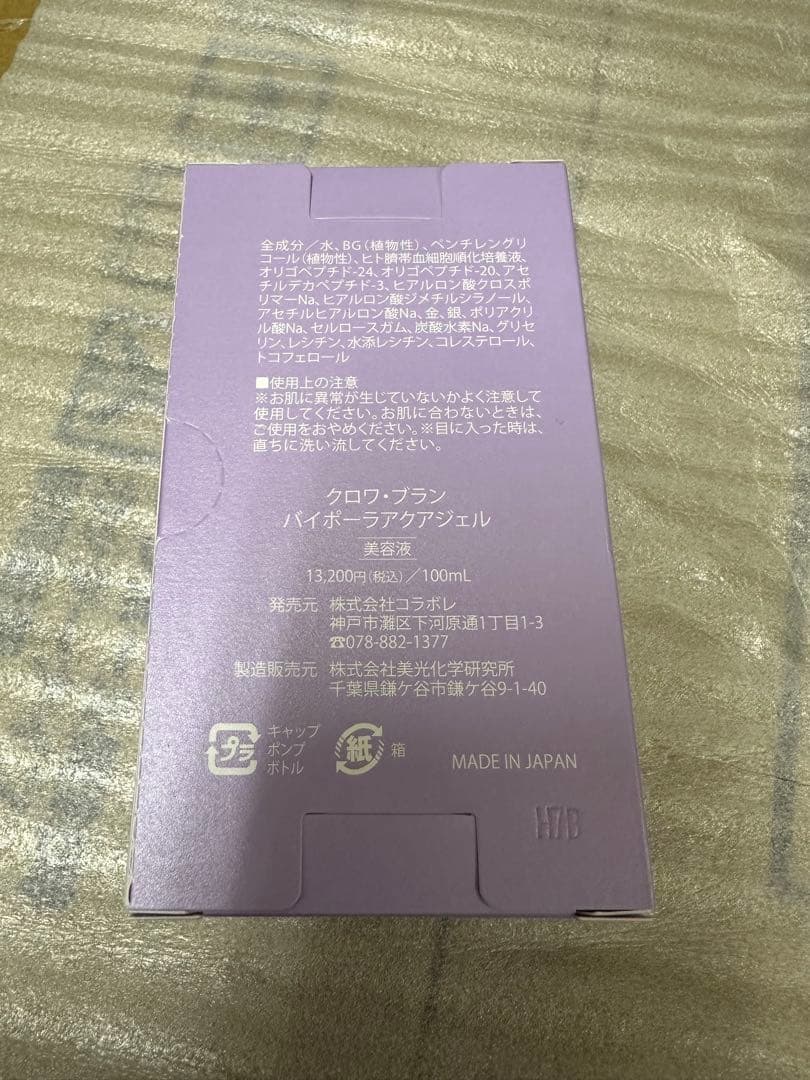 全成分／水、BG(植物性)、ペンチレングリ
コール(植物性)、ヒト臍帯血細胞順化培養液、
オリゴペプチド-24、オリゴペプチド-20、アセ
チルデカペプチド-3、ヒアルロン酸クロスポ
リマーNa、ヒアルロン酸ジメチルシラノール、
アセチルヒアルロン酸Na、金、銀、ポリアクリ
ル酸Na、セルロースガム、炭酸水素Na、グリセ
リン、レシチン、水添レシチン、コレステロール、
トコフェロール
■使用上の注意
※お肌に異常が生じていないかよく注意して
使用してください。お肌に合わないときは、
ご使用をおやめください。※目に入った時は、
直ちに洗い流してください。
クロワ・ブラン
バイポーラアクアジェル
美容液
13,200円(税込)／100mL
発売元 株式会社コラボレ
神戸市灘区下河原通1丁目1-3
☎078-882-1377
製造販売元 株式会社美光化学研究所
千葉県鎌ケ谷市鎌ケ谷9-1-40
プラ キャップ
ポンプ
ボトル
紙 箱
MADE IN JAPAN
H7B